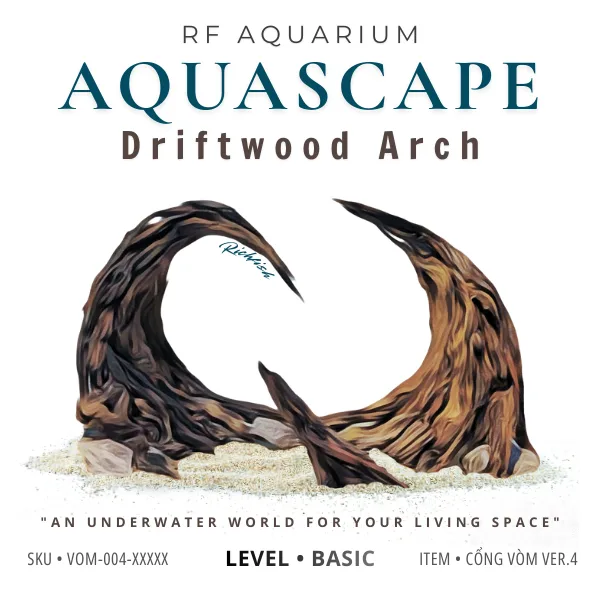 RF AQUARIUM
AQUASCAPE
Driftwood Arch
Richfish
"AN UNDERWATER WORLD FOR YOUR LIVING SPACE"
SKU • VOM-004-XXXXX
LEVEL • BASIC
ITEM • CỔNG VÒM VER.4